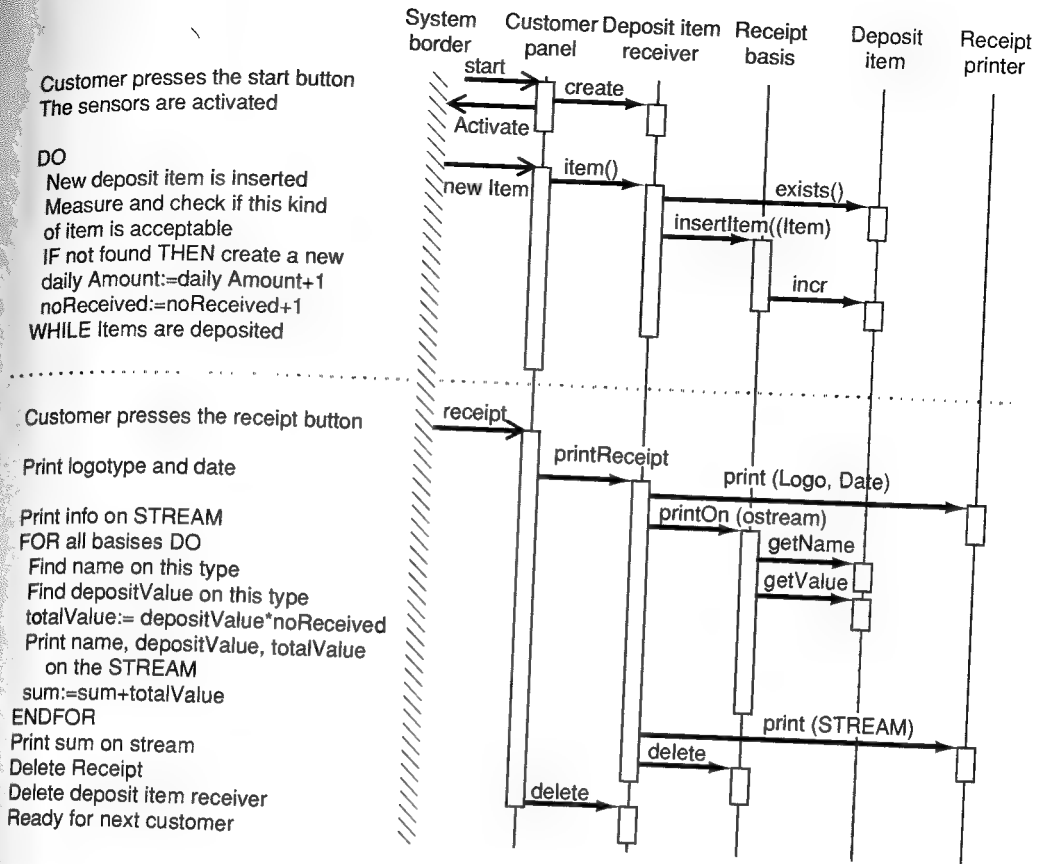 System border
Customer panel
Deposit item receiver
Receipt basis
Deposit item
Receipt printer
Customer presses the start button
The sensors are activated
start
create
Activate
DO
New deposit item is inserted
Measure and check if this kind
of item is acceptable
IF not found THEN create a new
daily Amount:=daily Amount+1
noReceived:=noReceived+1
WHILE Items are deposited
new Item
item()
exists()
insertItem((Item)
incr
Customer presses the receipt button
receipt
Print logotype and date
printReceipt
print (Logo, Date)
Print info on STREAM
FOR all basises DO
Find name on this type
Find depositValue on this type
totalValue:= depositValue*noReceived
Print name, depositValue, totalValue
on the STREAM
sum:=sum+totalValue
ENDFOR
Print sum on stream
Delete Receipt
Delete deposit item receiver
Ready for next customer
printOn (ostream)
getName
getValue
print (STREAM)
delete
delete